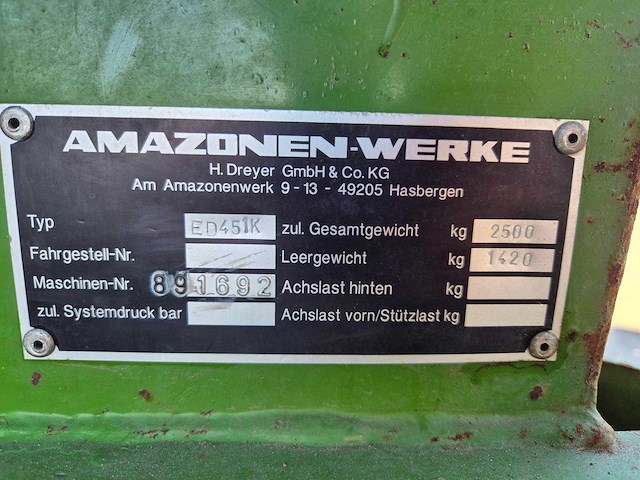 AMAZONEN-WERKE
H. Dreyer GmbH & Co. KG
Am Amazonenwerk 9-13 - 49205 Hasbergen
Typ ED451K zul. Gesamtgewicht kg 2500
Fahrgestell-Nr. Leergewicht kg 1420
Maschinen-Nr. 891692 Achslast hinten kg
zul. Systemdruck bar Achslast vorn/Stützlast kg